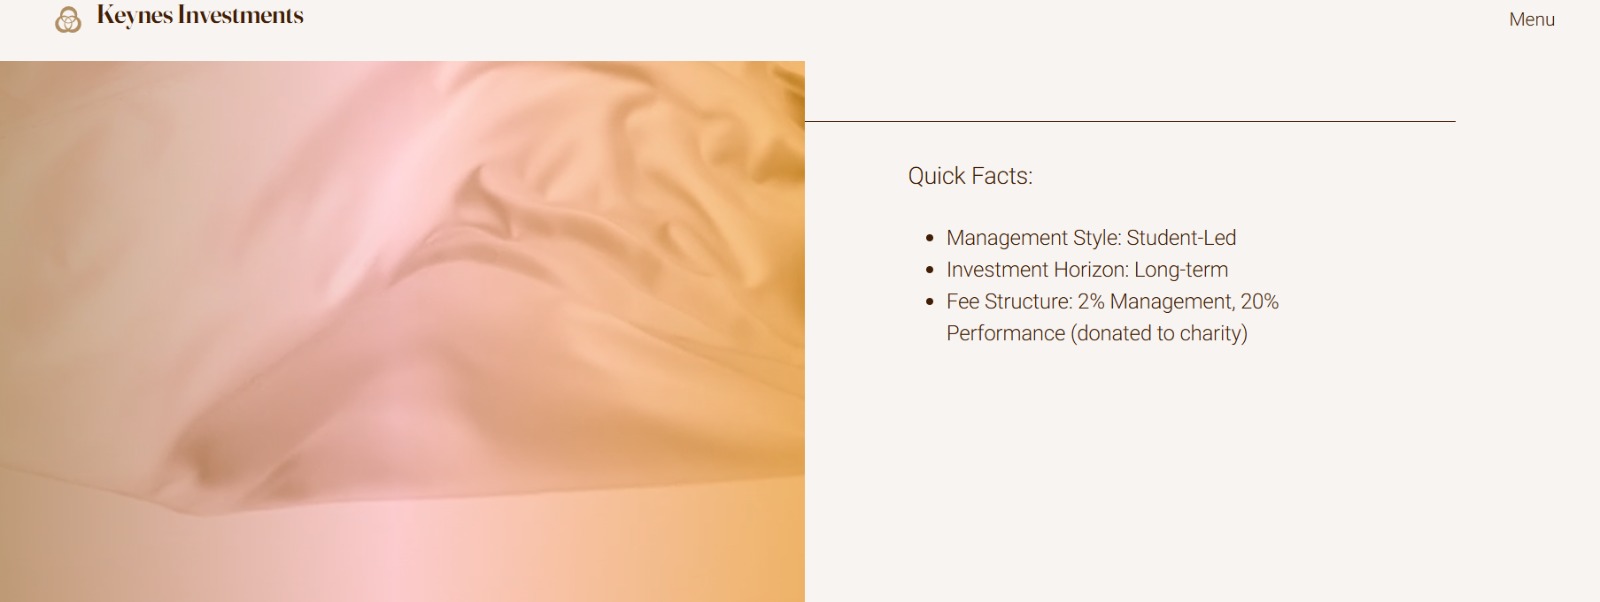 Keynes Investments
Menu
Quick Facts:
Management Style: Student-Led
Investment Horizon: Long-term
Fee Structure: 2% Management, 20%
Performance (donated to charity)